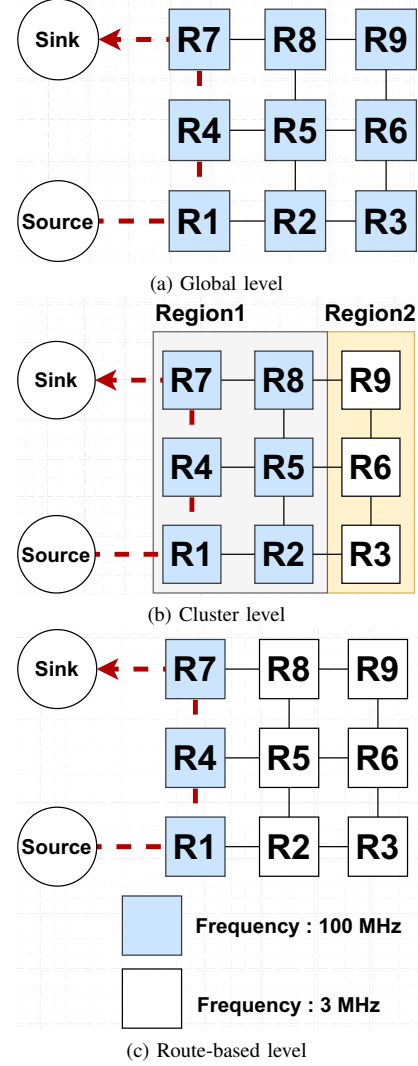 Sink R7 R8 R9
R4 R5 R6
Source R1 R2 R3
(a) Global level
Region1 Region2
Sink R7 R8 R9
R4 R5 R6
Source R1 R2 R3
(b) Cluster level
Sink R7 R8 R9
R4 R5 R6
Source R1 R2 R3
Frequency : 100 MHz
Frequency : 3 MHz
(c) Route-based level